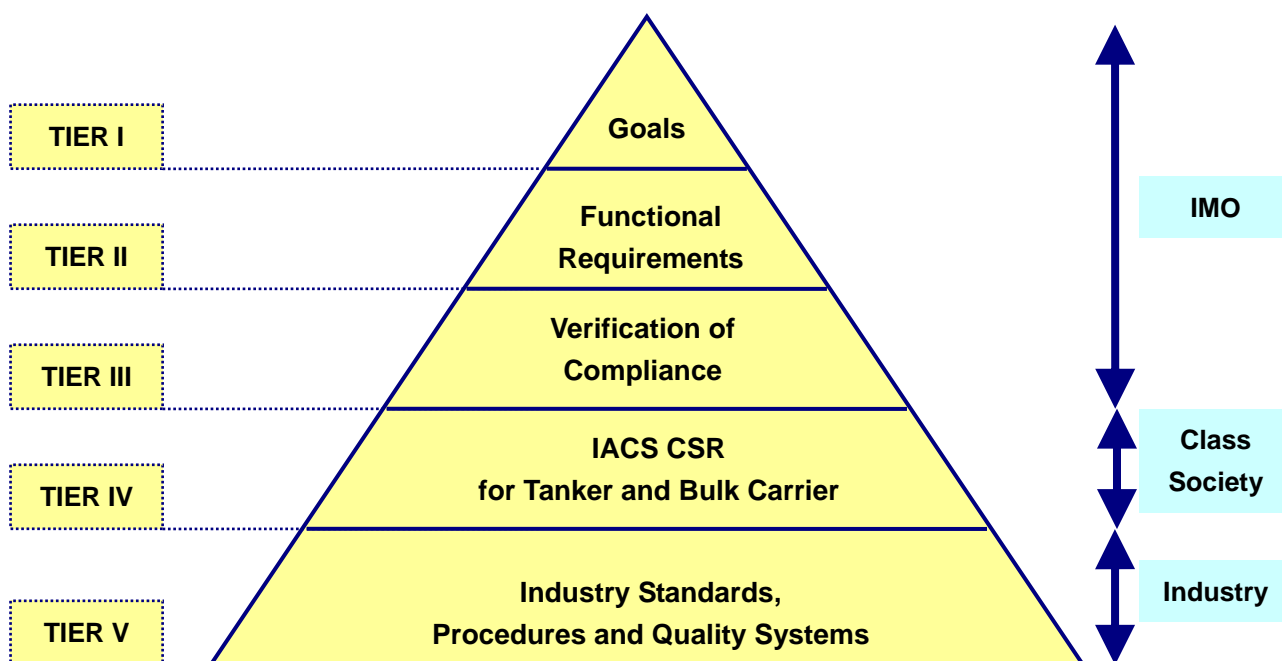 TIER I
Goals
TIER II
Functional
Requirements
IMO
TIER III
Verification of
Compliance
TIER IV
IACS CSR
for Tanker and Bulk Carrier
Class
Society
TIER V
Industry Standards,
Procedures and Quality Systems
Industry